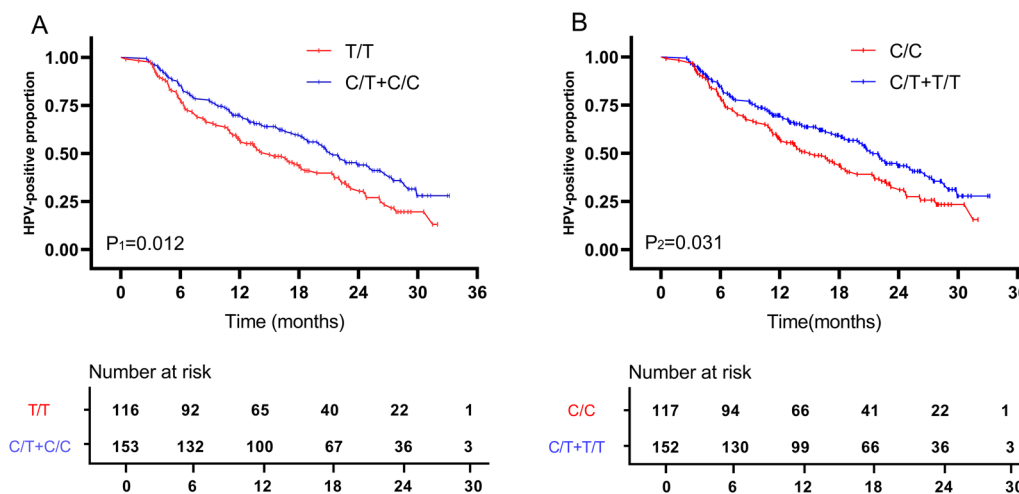 A
T/T
C/T+C/C
1.00
0.75
0.50
0.25
0.00
HPV-positive proportion
P₁=0.012
0 6 12 18 24 30 36
Time (months)
Number at risk
T/T 116 92 65 40 22 1
C/T+C/C 153 132 100 67 36 3
0 6 12 18 24 30
B
C/C
C/T+T/T
1.00
0.75
0.50
0.25
0.00
HPV-positive proportion
P₂=0.031
0 6 12 18 24 30 36
Time(months)
Number at risk
C/C 117 94 66 41 22 1
C/T+T/T 152 130 99 66 36 3
0 6 12 18 24 30